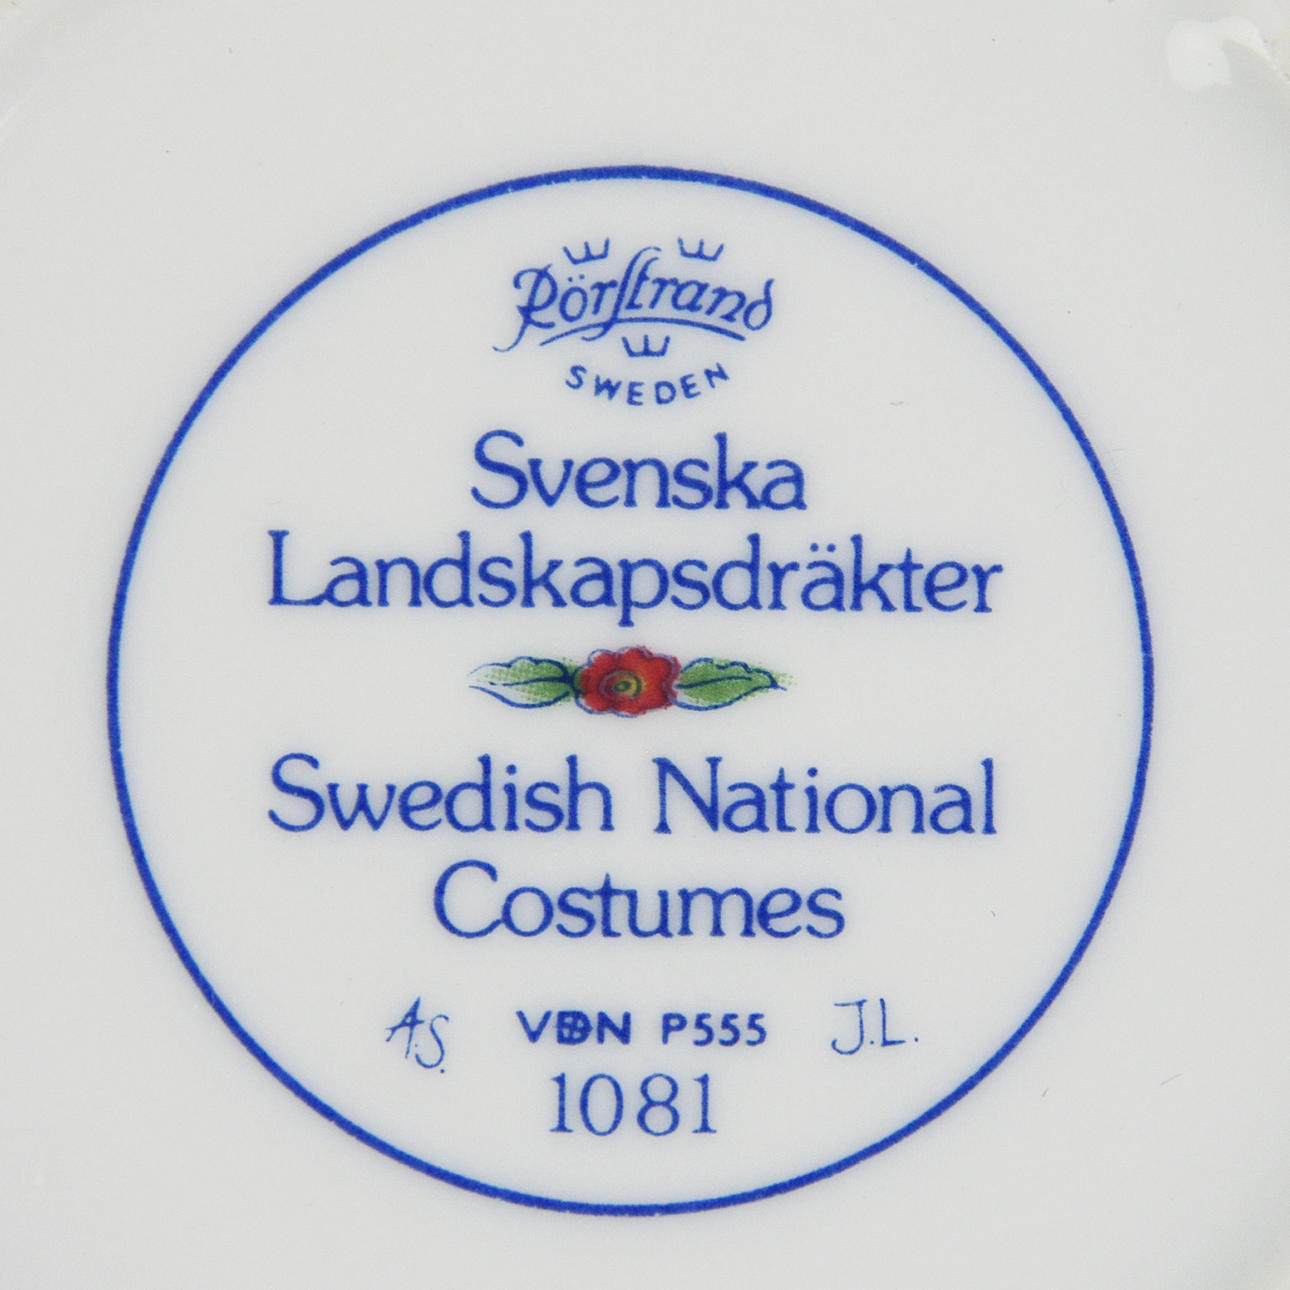 Rörstrand
SWEDEN
Svenska
Landskapsdräkter
Swedish National
Costumes
A.S. VDN P555 J.L.
1081